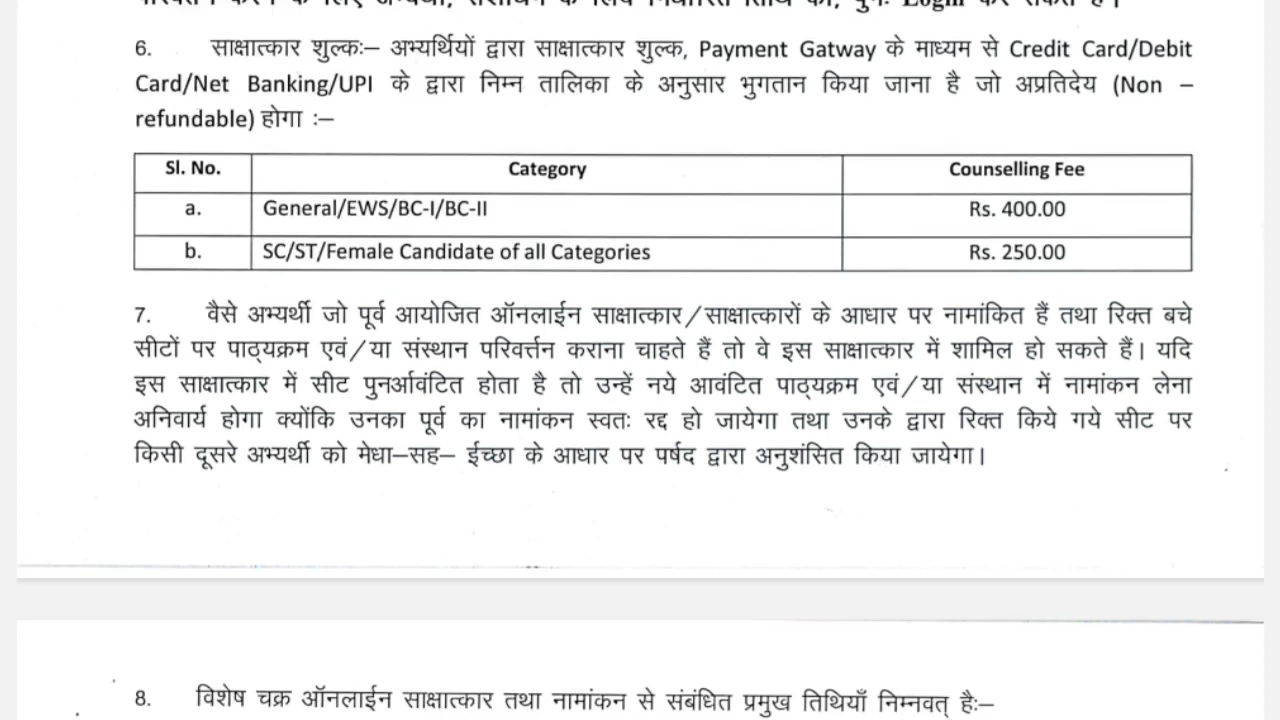 6. साक्षात्कार शुल्कः– अभ्यर्थियों द्वारा साक्षात्कार शुल्क, Payment Gatway के माध्यम से Credit Card/Debit
Card/Net Banking/UPI के द्वारा निम्न तालिका के अनुसार भुगतान किया जाना है जो अप्रतिदेय (Non –
refundable) होगा :–
Sl. No. Category Counselling Fee
a. General/EWS/BC-I/BC-II Rs. 400.00
b. SC/ST/Female Candidate of all Categories Rs. 250.00
7. वैसे अभ्यर्थी जो पूर्व आयोजित ऑनलाईन साक्षात्कार/साक्षात्कारों के आधार पर नामांकित हैं तथा रिक्त बचे
सीटों पर पाठ्यक्रम एवं/या संस्थान परिवर्त्तन कराना चाहते हैं तो वे इस साक्षात्कार में शामिल हो सकते हैं। यदि
इस साक्षात्कार में सीट पुनर्आवंटित होता है तो उन्हें नये आवंटित पाठ्यक्रम एवं/या संस्थान में नामांकन लेना
अनिवार्य होगा क्योंकि उनका पूर्व का नामांकन स्वतः रद्द हो जायेगा तथा उनके द्वारा रिक्त किये गये सीट पर
किसी दूसरे अभ्यर्थी को मेधा–सह– ईच्छा के आधार पर पर्षद द्वारा अनुशंसित किया जायेगा।
8. विशेष चक्र ऑनलाईन साक्षात्कार तथा नामांकन से संबंधित प्रमुख तिथियाँ निम्नवत् हैः–